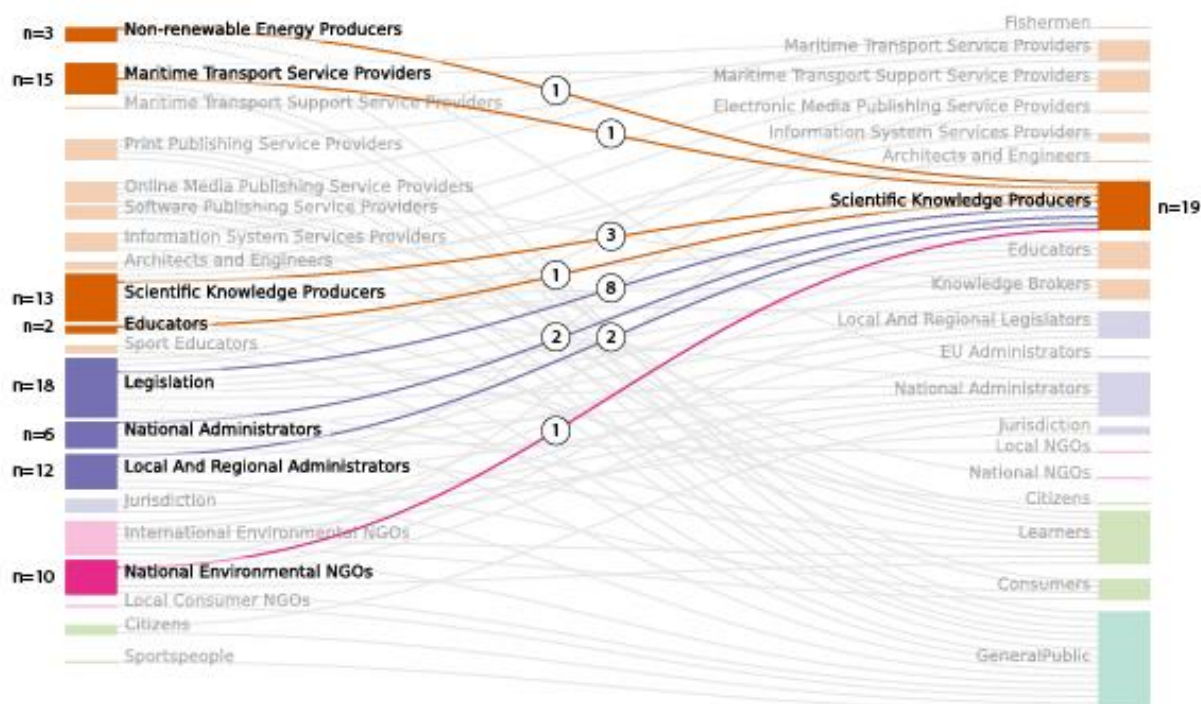 n=3
Non-renewable Energy Producers
n=15
Maritime Transport Service Providers
Maritime Transport Support Service Providers
Print Publishing Service Providers
Online Media Publishing Service Providers
Software Publishing Service Providers
Information System Services Providers
Architects and Engineers
n=13
Scientific Knowledge Producers
n=2
Educators
Sport Educators
n=18
Legislation
n=6
National Administrators
n=12
Local And Regional Administrators
Jurisdiction
International Environmental NGOs
n=10
National Environmental NGOs
Local Consumer NGOs
Citizens
Sportspeople
1
1
3
1
8
2
2
1
Fishermen
Maritime Transport Service Providers
Maritime Transport Support Service Providers
Electronic Media Publishing Service Providers
Information System Services Providers
Architects and Engineers
Scientific Knowledge Producers
n=19
Educators
Knowledge Brokers
Local And Regional Legislators
EU Administrators
National Administrators
Jurisdiction
Local NGOs
National NGOs
Citizens
Learners
Consumers
GeneralPublic